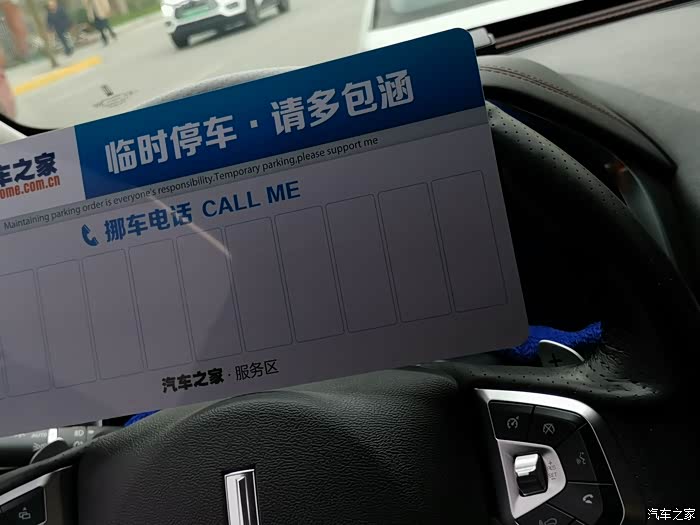 临时停车·请多包涵
车之家
ome.com.cn
Maintaining parking order is everyone's responsibility.Temporary parking,please support me
挪车电话 CALL ME
汽车之家·服务区
汽车之家